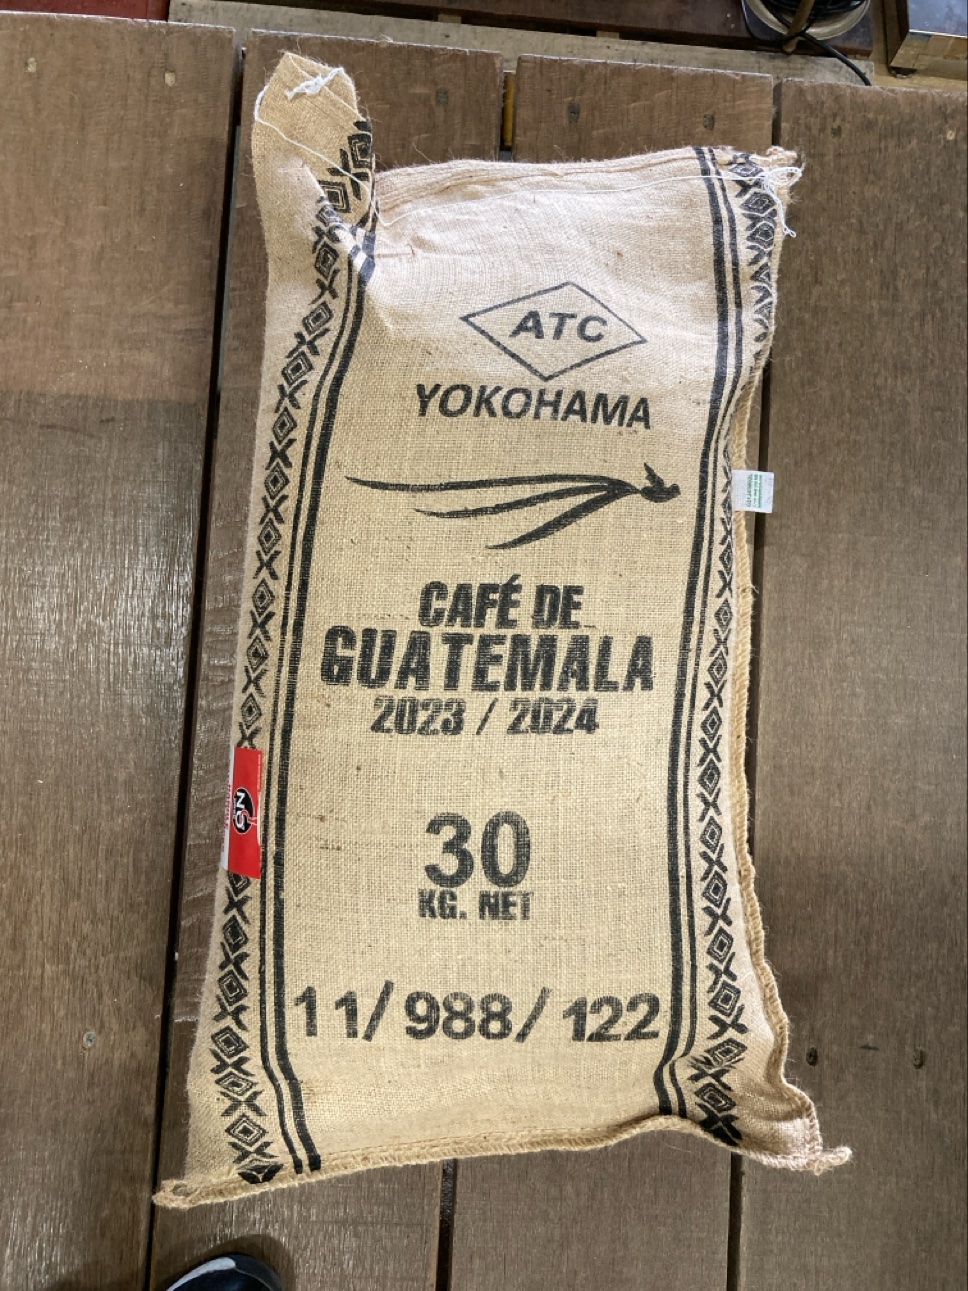 ATC
YOKOHAMA
CAFÉ DE
GUATEMALA
2023 / 2024
30
KG. NET
11/988/122